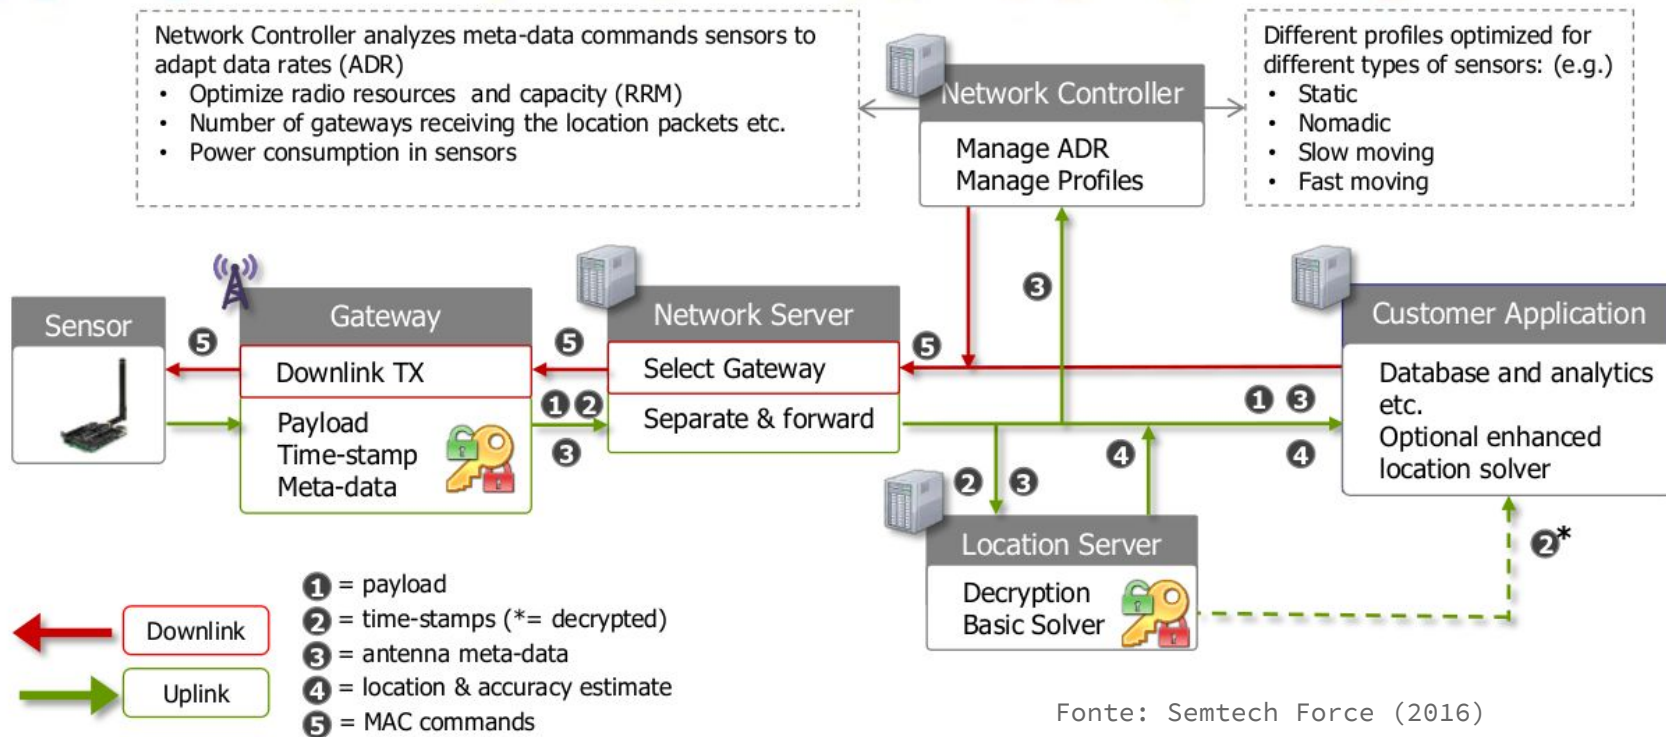 Network Controller analyzes meta-data commands sensors to
adapt data rates (ADR)
• Optimize radio resources and capacity (RRM)
• Number of gateways receiving the location packets etc.
• Power consumption in sensors
Network Controller
Manage ADR
Manage Profiles
Different profiles optimized for
different types of sensors: (e.g.)
• Static
• Nomadic
• Slow moving
• Fast moving
3
Sensor
5
Gateway
Downlink TX
Payload
Time-stamp
Meta-data
5
1 2
3
Network Server
Select Gateway
Separate & forward
5
2 3
4
1 3
4
Customer Application
Database and analytics
etc.
Optional enhanced
location solver
Location Server
Decryption
Basic Solver
2*
Downlink
Uplink
1 = payload
2 = time-stamps (*= decrypted)
3 = antenna meta-data
4 = location & accuracy estimate
5 = MAC commands
Fonte: Semtech Force (2016)